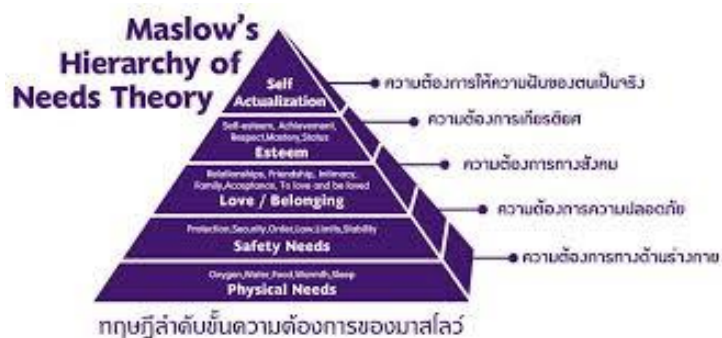 Maslow's
Hierarchy of
Needs Theory
Self
Actualization
ความต้องการให้ความฝันของตนเป็นจริง
Self-esteem, Achievement,
Respect,Mastery,Status
Esteem
ความต้องการเกียรติยศ
Relationships, Friendship, Intimacy,
Family,Acceptance, To love and be loved
Love / Belonging
ความต้องการทางสังคม
Protection,Security,Order,Law,Limits,Stability
Safety Needs
ความต้องการความปลอดภัย
Oxygen,Water,Food,Warmth,Sleep
Physical Needs
ความต้องการทางด้านร่างกาย
ทฤษฎีลำดับขั้นความต้องการของมาสโลว์